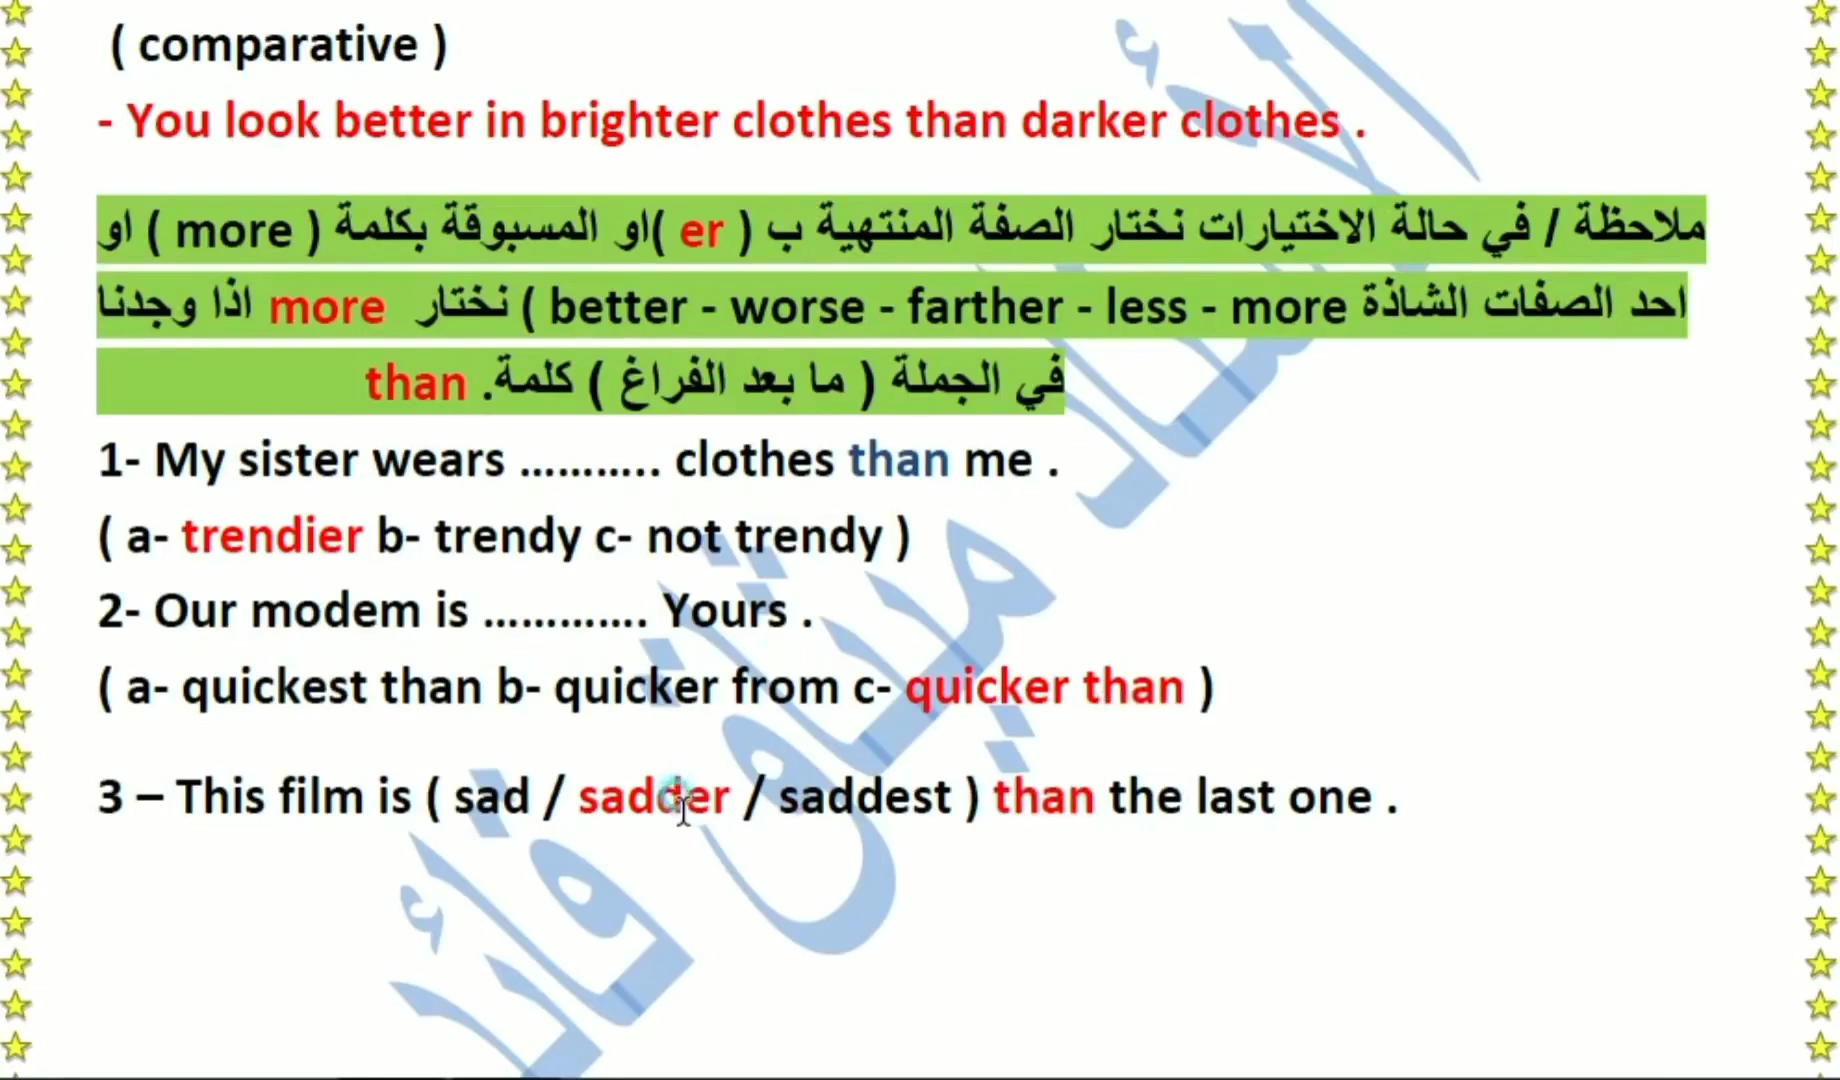 ( comparative )
- You look better in brighter clothes than darker clothes .
ملاحظة / في حالة الاختيارات نختار الصفة المنتهية ب ( er )او المسبوقة بكلمة ( more ) او
احد الصفات الشاذة better - worse - farther - less - more ) نختار more اذا وجدنا
في الجملة ( ما بعد الفراغ ) كلمة. than
1- My sister wears ........... clothes than me .
( a- trendier b- trendy c- not trendy )
2- Our modem is ............. Yours .
( a- quickest than b- quicker from c- quicker than )
3 – This film is ( sad / sadder / saddest ) than the last one .